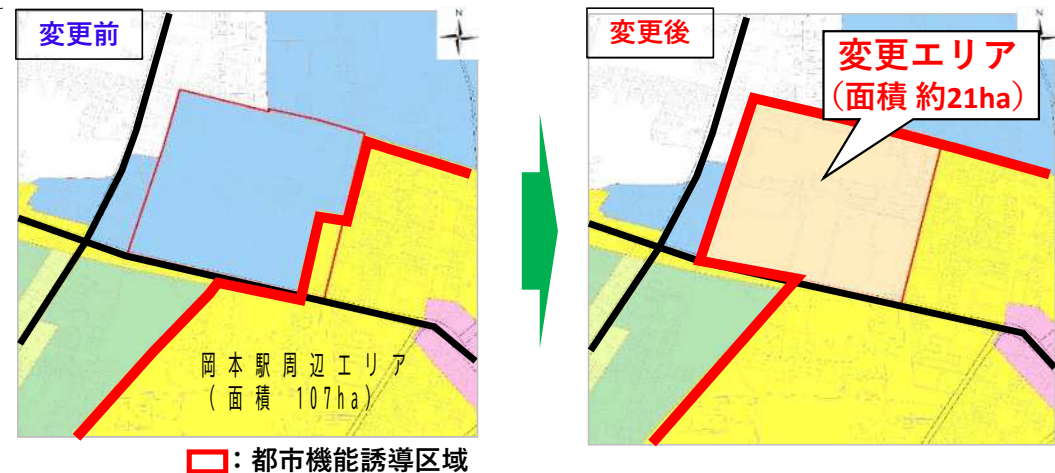 変更前
N
岡本駅周辺エリア
(面積 107ha)
変更後
N
変更エリア
（面積 約21ha）
：都市機能誘導区域